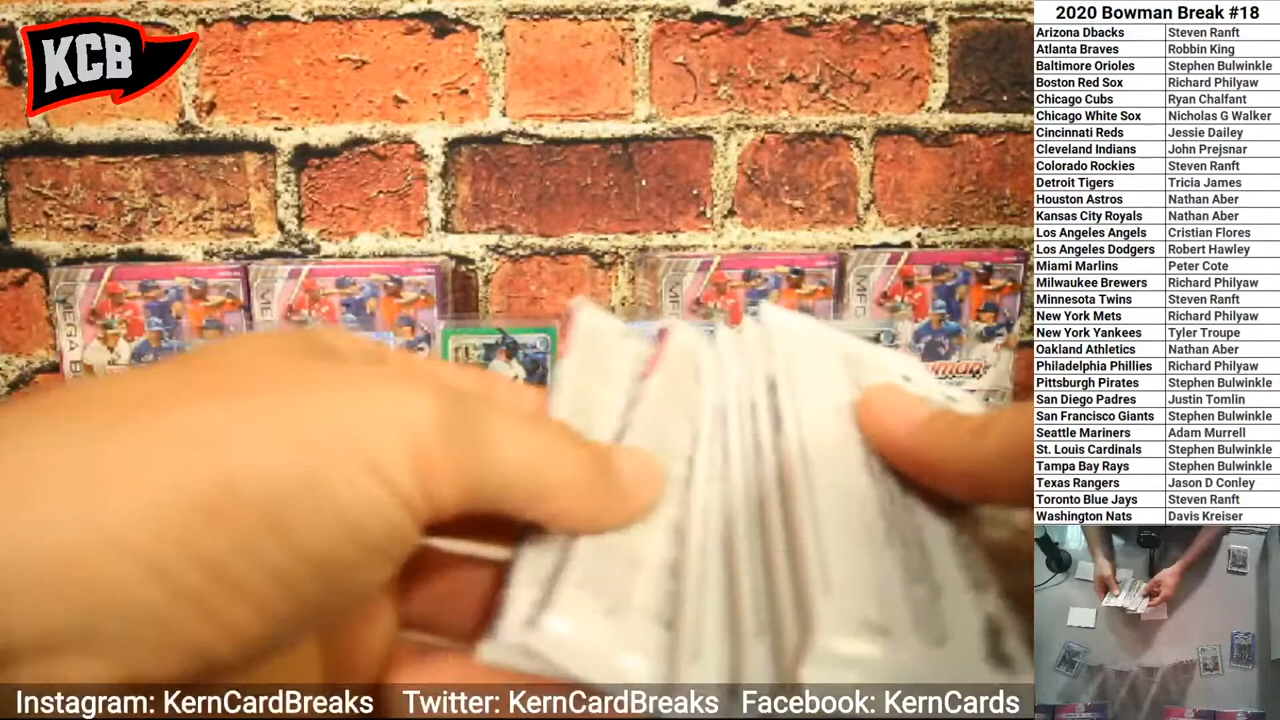 KCB
2020 Bowman Break #18
Arizona Dbacks Steven Ranft
Atlanta Braves Robbin King
Baltimore Orioles Stephen Bulwinkle
Boston Red Sox Richard Philyaw
Chicago Cubs Ryan Chalfant
Chicago White Sox Nicholas G Walker
Cincinnati Reds Jessie Dailey
Cleveland Indians John Prejsnar
Colorado Rockies Steven Ranft
Detroit Tigers Tricia James
Houston Astros Nathan Aber
Kansas City Royals Nathan Aber
Los Angeles Angels Cristian Flores
Los Angeles Dodgers Robert Hawley
Miami Marlins Peter Cote
Milwaukee Brewers Richard Philyaw
Minnesota Twins Steven Ranft
New York Mets Richard Philyaw
New York Yankees Tyler Troupe
Oakland Athletics Nathan Aber
Philadelphia Phillies Richard Philyaw
Pittsburgh Pirates Stephen Bulwinkle
San Diego Padres Justin Tomlin
San Francisco Giants Stephen Bulwinkle
Seattle Mariners Adam Murrell
St. Louis Cardinals Stephen Bulwinkle
Tampa Bay Rays Stephen Bulwinkle
Texas Rangers Jason D Conley
Toronto Blue Jays Steven Ranft
Washington Nats Davis Kreiser
Instagram: KernCardBreaks Twitter: KernCardBreaks Facebook: KernCards